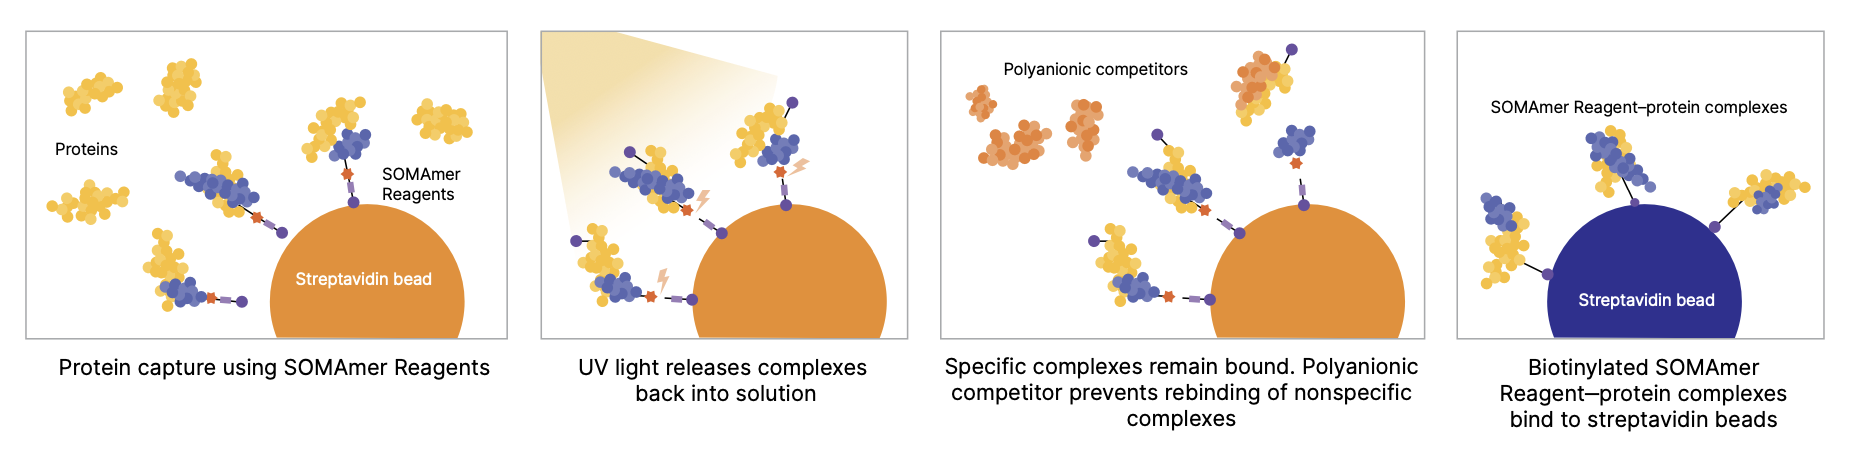 Proteins
SOMAmer
Reagents
Streptavidin bead
Protein capture using SOMAmer Reagents
UV light releases complexes
back into solution
Polyanionic competitors
Specific complexes remain bound. Polyanionic
competitor prevents rebinding of nonspecific
complexes
SOMAmer Reagent–protein complexes
Streptavidin bead
Biotinylated SOMAmer
Reagent–protein complexes
bind to streptavidin beads